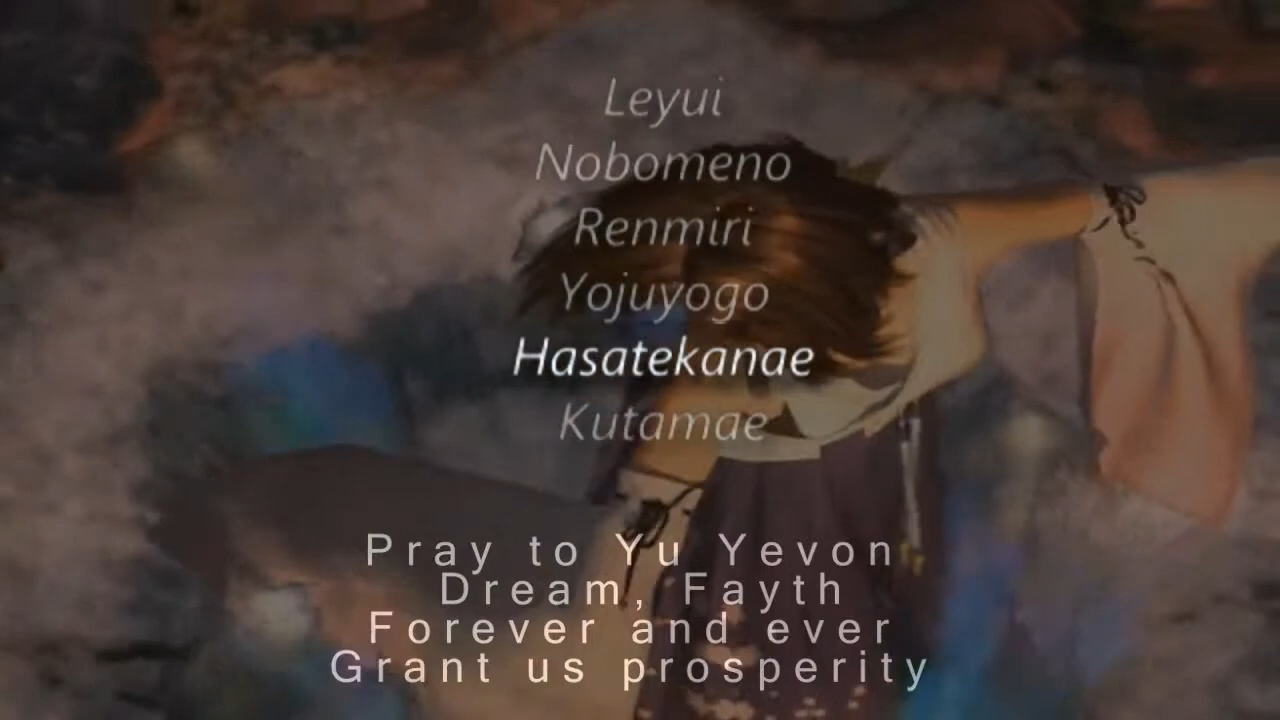 Leyui
Nobomeno
Renmiri
Yojuyogo
Hasatekanae
Kutamae
Pray to Yu Yevon
Dream, Fayth
Forever and ever
Grant us prosperity